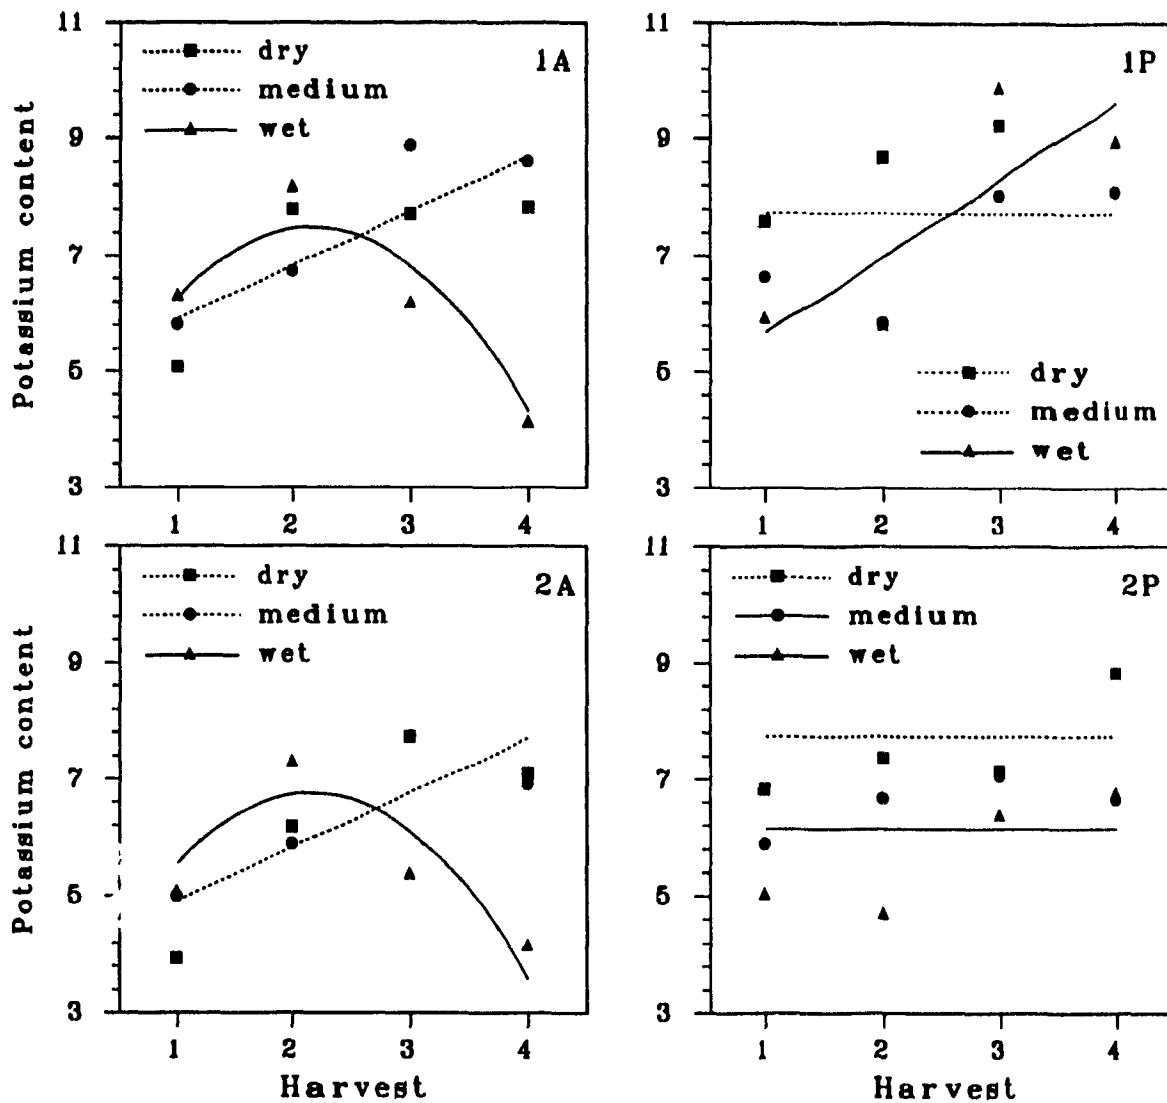 11
9
7
5
3
Potassium content
dry
medium
wet
1A
1 2 3 4
11
9
7
5
3
1P
dry
medium
wet
1 2 3 4
11
9
7
5
3
Potassium content
dry
medium
wet
2A
1 2 3 4
Harvest
11
9
7
5
3
dry
medium
wet
2P
1 2 3 4
Harvest